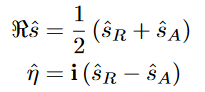 ℜŝ = 1/2 (ŝ_R + ŝ_A)
η̂ = i (ŝ_R − ŝ_A)